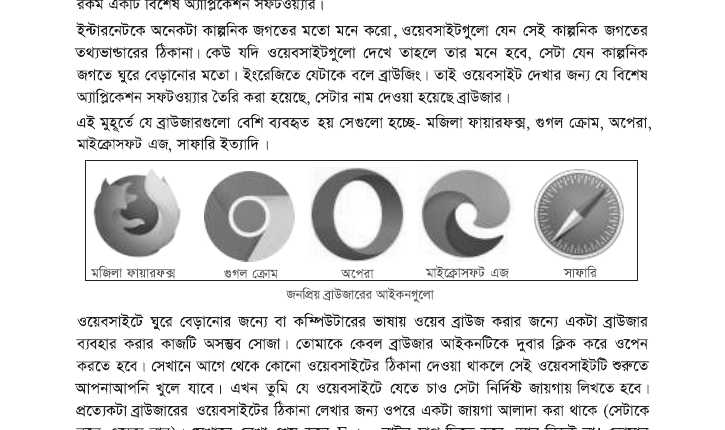 রকম একটি বিশেষ অ্যাপ্লিকেশন সফটওয়্যার।
ইন্টারনেটকে অনেকটা কাল্পনিক জগতের মতো মনে করো, ওয়েবসাইটগুলো যেন সেই কাল্পনিক জগতের
তথ্যভান্ডারের ঠিকানা। কেউ যদি ওয়েবসাইটগুলো দেখে তাহলে তার মনে হবে, সেটা যেন কাল্পনিক
জগতে ঘুরে বেড়ানোর মতো। ইংরেজিতে যেটাকে বলে ব্রাউজিং। তাই ওয়েবসাইট দেখার জন্য যে বিশেষ
অ্যাপ্লিকেশন সফটওয়্যার তৈরি করা হয়েছে, সেটার নাম দেওয়া হয়েছে ব্রাউজার।
এই মুহূর্তে যে ব্রাউজারগুলো বেশি ব্যবহৃত হয় সেগুলো হচ্ছে- মজিলা ফায়ারফক্স, গুগল ক্রোম, অপেরা,
মাইক্রোসফট এজ, সাফারি ইত্যাদি।
মজিলা ফায়ারফক্স গুগল ক্রোম অপেরা মাইক্রোসফট এজ সাফারি
জনপ্রিয় ব্রাউজারের আইকনগুলো
ওয়েবসাইটে ঘুরে বেড়ানোর জন্যে বা কম্পিউটারের ভাষায় ওয়েব ব্রাউজ করার জন্যে একটা ব্রাউজার
ব্যবহার করার কাজটি অসম্ভব সোজা। তোমাকে কেবল ব্রাউজার আইকনটিকে দুবার ক্লিক করে ওপেন
করতে হবে। সেখানে আগে থেকে কোনো ওয়েবসাইটের ঠিকানা দেওয়া থাকলে সেই ওয়েবসাইটটি শুরুতে
আপনাআপনি খুলে যাবে। এখন তুমি যে ওয়েবসাইটে যেতে চাও সেটা নির্দিষ্ট জায়গায় লিখতে হবে।
প্রত্যেকটা ব্রাউজারের ওয়েবসাইটের ঠিকানা লেখার জন্য ওপরে একটা জায়গা আলাদা করা থাকে (সেটাকে